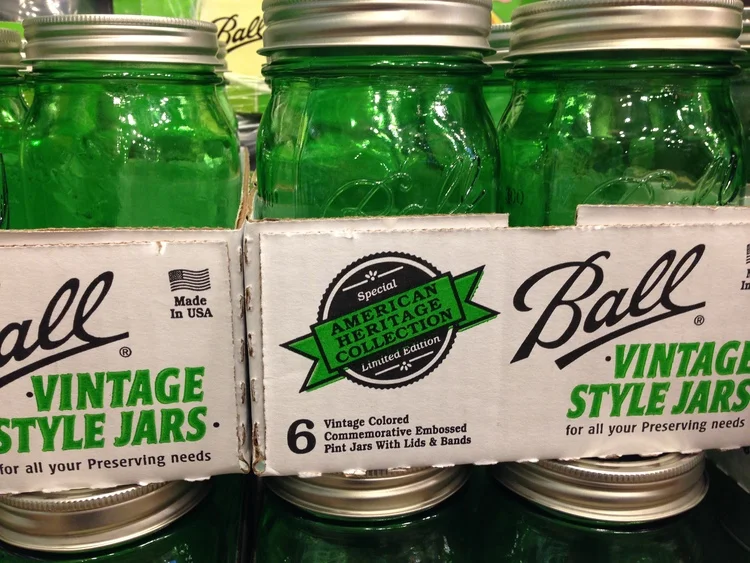 Ball
Ball
all®
Made
In USA
VINTAGE
STYLE JARS
for all your Preserving needs
Special
AMERICAN
HERITAGE
COLLECTION
Limited Edition
6 Vintage Colored
Commemorative Embossed
Pint Jars With Lids & Bands
Ball®
VINTAGE
STYLE JARS
for all your Preserving needs